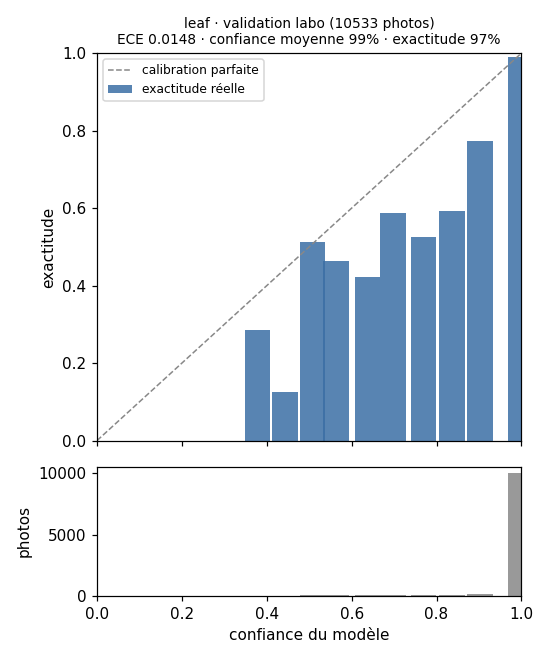 leaf · validation labo (10533 photos)
ECE 0.0148 · confiance moyenne 99% · exactitude 97%
1.0
calibration parfaite
exactitude réelle
0.8
0.6
exactitude
0.4
0.2
0.0
10000
photos
5000
0
0.0 0.2 0.4 0.6 0.8 1.0
confiance du modèle